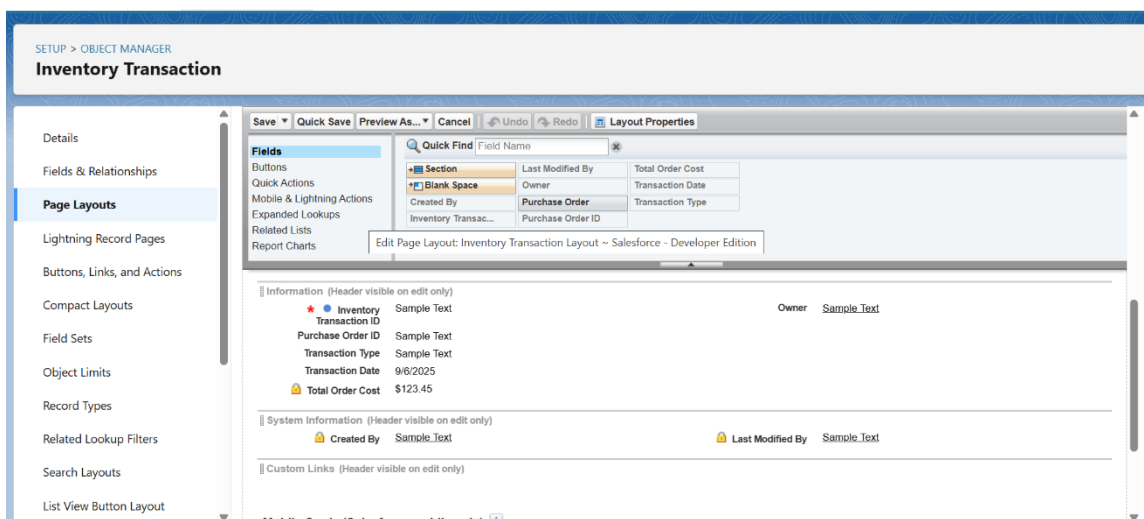 SETUP > OBJECT MANAGER
Inventory Transaction
Details
Fields & Relationships
Page Layouts
Lightning Record Pages
Buttons, Links, and Actions
Compact Layouts
Field Sets
Object Limits
Record Types
Related Lookup Filters
Search Layouts
List View Button Layout
Save Quick Save Preview As... Cancel Undo Redo Layout Properties
Fields
Buttons
Quick Actions
Mobile & Lightning Actions
Expanded Lookups
Related Lists
Report Charts
Quick Find Field Name
Section Last Modified By Total Order Cost
Blank Space Owner Transaction Date
Created By Purchase Order Transaction Type
Inventory Transac... Purchase Order ID
Edit Page Layout: Inventory Transaction Layout ~ Salesforce - Developer Edition
Information (Header visible on edit only)
Inventory Transaction ID Sample Text Owner Sample Text
Purchase Order ID Sample Text
Transaction Type Sample Text
Transaction Date 9/6/2025
Total Order Cost $123.45
System Information (Header visible on edit only)
Created By Sample Text Last Modified By Sample Text
Custom Links (Header visible on edit only)